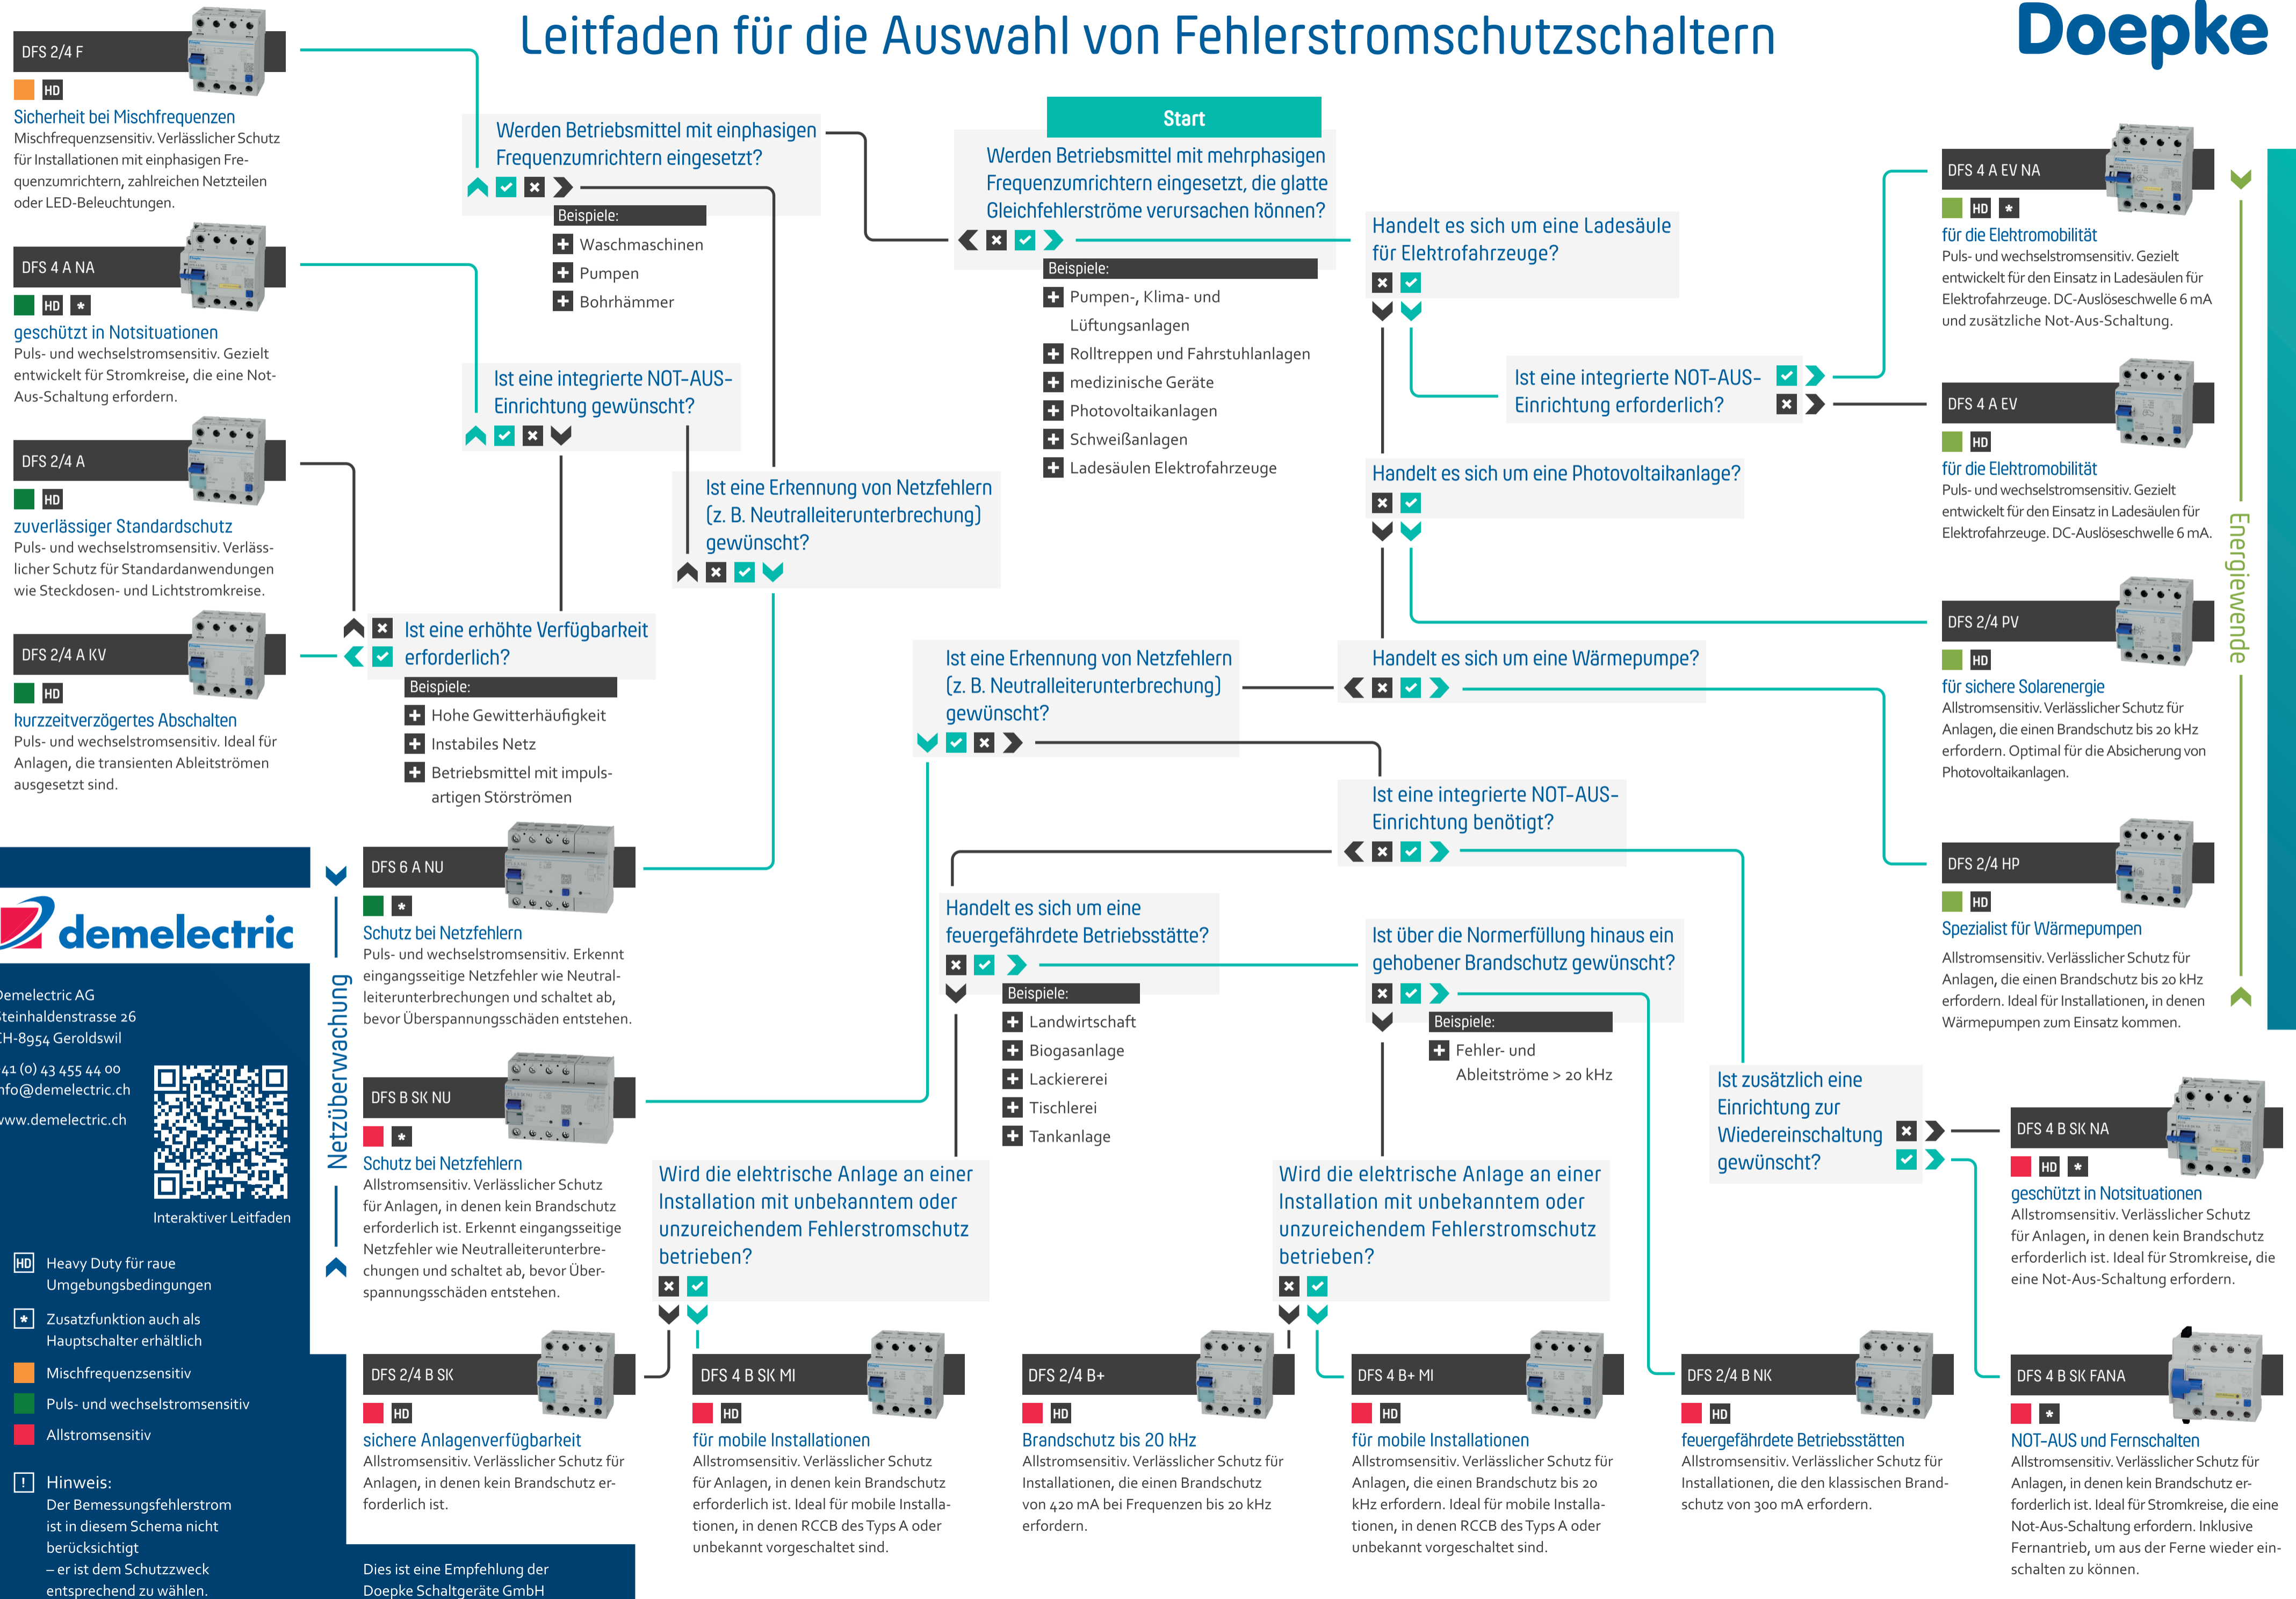 Leitfaden für die Auswahl von Fehlerstromschutzschaltern
Doepke
DFS 2/4 F
HD
Sicherheit bei Mischfrequenzen
Mischfrequenzsensitiv. Verlässlicher Schutz
für Installationen mit einphasigen Fre-
quenzumrichtern, zahlreichen Netzteilen
oder LED-Beleuchtungen.
DFS 4 A NA
HD *
geschützt in Notsituationen
Puls- und wechselstromsensitiv. Gezielt
entwickelt für Stromkreise, die eine Not-
Aus-Schaltung erfordern.
DFS 2/4 A
HD
zuverlässiger Standardschutz
Puls- und wechselstromsensitiv. Verläss-
licher Schutz für Standardanwendungen
wie Steckdosen- und Lichtstromkreise.
DFS 2/4 A KV
HD
kurzzeitverzögertes Abschalten
Puls- und wechselstromsensitiv. Ideal für
Anlagen, die transienten Ableitströmen
ausgesetzt sind.
Werden Betriebsmittel mit einphasigen
Frequenzumrichtern eingesetzt?
Beispiele:
Waschmaschinen
Pumpen
Bohrhämmer
Ist eine integrierte NOT-AUS-
Einrichtung gewünscht?
Ist eine Erkennung von Netzfehlern
(z. B. Neutralleiterunterbrechung)
gewünscht?
Ist eine erhöhte Verfügbarkeit
erforderlich?
Beispiele:
Hohe Gewitterhäufigkeit
Instabiles Netz
Betriebsmittel mit impuls-
artigen Störströmen
Start
Werden Betriebsmittel mit mehrphasigen
Frequenzumrichtern eingesetzt, die glatte
Gleichfehlerströme verursachen können?
Beispiele:
Pumpen-, Klima- und
Lüftungsanlagen
Rolltreppen und Fahrstuhlanlagen
medizinische Geräte
Photovoltaikanlagen
Schweißanlagen
Ladesäulen Elektrofahrzeuge
Handelt es sich um eine Ladesäule
für Elektrofahrzeuge?
Ist eine integrierte NOT-AUS-
Einrichtung erforderlich?
Handelt es sich um eine Photovoltaikanlage?
Handelt es sich um eine Wärmepumpe?
Ist eine Erkennung von Netzfehlern
(z. B. Neutralleiterunterbrechung)
gewünscht?
Ist eine integrierte NOT-AUS-
Einrichtung benötigt?
Handelt es sich um eine
feuergefährdete Betriebsstätte?
Beispiele:
Landwirtschaft
Biogasanlage
Lackiererei
Tischlerei
Tankanlage
Ist über die Normerfüllung hinaus ein
gehobener Brandschutz gewünscht?
Beispiele:
Fehler- und
Ableitströme > 20 kHz
Ist zusätzlich eine
Einrichtung zur
Wiedereinschaltung
gewünscht?
Wird die elektrische Anlage an einer
Installation mit unbekanntem oder
unzureichendem Fehlerstromschutz
betrieben?
Wird die elektrische Anlage an einer
Installation mit unbekanntem oder
unzureichendem Fehlerstromschutz
betrieben?
DFS 4 A EV NA
HD *
für die Elektromobilität
Puls- und wechselstromsensitiv. Gezielt
entwickelt für den Einsatz in Ladesäulen für
Elektrofahrzeuge. DC-Auslöseschwelle 6 mA
und zusätzliche Not-Aus-Schaltung.
DFS 4 A EV
HD
für die Elektromobilität
Puls- und wechselstromsensitiv. Gezielt
entwickelt für den Einsatz in Ladesäulen für
Elektrofahrzeuge. DC-Auslöseschwelle 6 mA.
DFS 2/4 PV
HD
für sichere Solarenergie
Allstromsensitiv. Verlässlicher Schutz für
Anlagen, die einen Brandschutz bis 20 kHz
erfordern. Optimal für die Absicherung von
Photovoltaikanlagen.
DFS 2/4 HP
HD
Spezialist für Wärmepumpen
Allstromsensitiv. Verlässlicher Schutz für
Anlagen, die einen Brandschutz bis 20 kHz
erfordern. Ideal für Installationen, in denen
Wärmepumpen zum Einsatz kommen.
Energiewende
DFS 6 A NU
*
Schutz bei Netzfehlern
Puls- und wechselstromsensitiv. Erkennt
eingangsseitige Netzfehler wie Neutral-
leiterunterbrechungen und schaltet ab,
bevor Überspannungsschäden entstehen.
DFS B SK NU
*
Schutz bei Netzfehlern
Allstromsensitiv. Verlässlicher Schutz
für Anlagen, in denen kein Brandschutz
erforderlich ist. Erkennt eingangsseitige
Netzfehler wie Neutralleiterunterbre-
chungen und schaltet ab, bevor Über-
spannungsschäden entstehen.
Netzüberwachung
DFS 4 B SK NA
HD *
geschützt in Notsituationen
Allstromsensitiv. Verlässlicher Schutz
für Anlagen, in denen kein Brandschutz
erforderlich ist. Ideal für Stromkreise, die
eine Not-Aus-Schaltung erfordern.
DFS 2/4 B SK
HD
sichere Anlagenverfügbarkeit
Allstromsensitiv. Verlässlicher Schutz für
Anlagen, in denen kein Brandschutz er-
forderlich ist.
DFS 4 B SK MI
HD
für mobile Installationen
Allstromsensitiv. Verlässlicher Schutz
für Anlagen, in denen kein Brandschutz
erforderlich ist. Ideal für mobile Installa-
tionen, in denen RCCB des Typs A oder
unbekannt vorgeschaltet sind.
DFS 2/4 B+
HD
Brandschutz bis 20 kHz
Allstromsensitiv. Verlässlicher Schutz für
Installationen, die einen Brandschutz
von 420 mA bei Frequenzen bis 20 kHz
erfordern.
DFS 4 B+ MI
HD
für mobile Installationen
Allstromsensitiv. Verlässlicher Schutz für
Anlagen, die einen Brandschutz bis 20
kHz erfordern. Ideal für mobile Installa-
tionen, in denen RCCB des Typs A oder
unbekannt vorgeschaltet sind.
DFS 2/4 B NK
HD
feuergefährdete Betriebsstätten
Allstromsensitiv. Verlässlicher Schutz für
Installationen, die den klassischen Brand-
schutz von 300 mA erfordern.
DFS 4 B SK FANA
*
NOT-AUS und Fernschalten
Allstromsensitiv. Verlässlicher Schutz für
Anlagen, in denen kein Brandschutz er-
forderlich ist. Ideal für Stromkreise, die eine
Not-Aus-Schaltung erfordern. Inklusive
Fernantrieb, um aus der Ferne wieder ein-
schalten zu können.
demelectric
Demelectric AG
Steinhaldenstrasse 26
CH-8954 Geroldswil
41 (0) 43 455 44 00
info@demelectric.ch
www.demelectric.ch
Interaktiver Leitfaden
HD Heavy Duty für raue
Umgebungsbedingungen
* Zusatzfunktion auch als
Hauptschalter erhältlich
Mischfrequenzsensitiv
Puls- und wechselstromsensitiv
Allstromsensitiv
! Hinweis:
Der Bemessungsfehlerstrom
ist in diesem Schema nicht
berücksichtigt
– er ist dem Schutzzweck
entsprechend zu wählen.
Dies ist eine Empfehlung der
Doepke Schaltgeräte GmbH